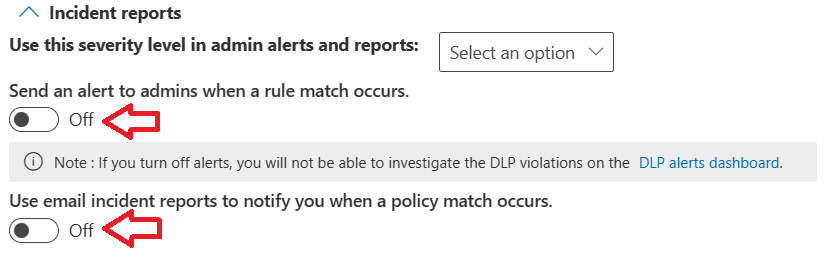 Incident reports
Use this severity level in admin alerts and reports: Select an option
Send an alert to admins when a rule match occurs.
Off
Note : If you turn off alerts, you will not be able to investigate the DLP violations on the DLP alerts dashboard.
Use email incident reports to notify you when a policy match occurs.
Off